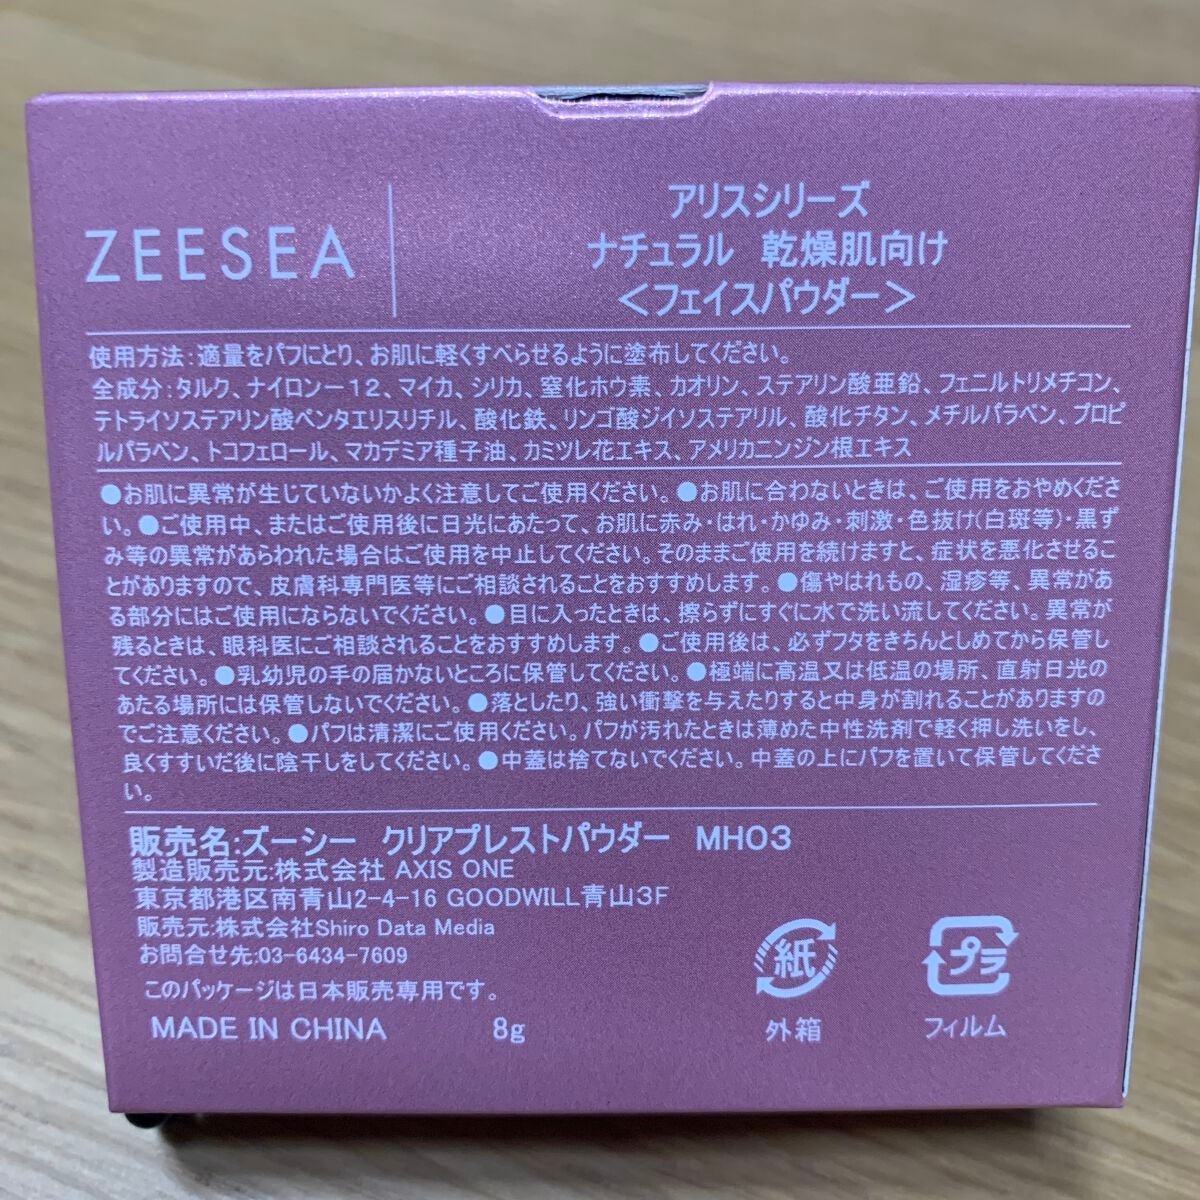 ZEESEA
アリスシリーズ
ナチュラル 乾燥肌向け
<フェイスパウダー>
使用方法:適量をパフにとり、お肌に軽くすべらせるように塗布してください。
全成分:タルク、ナイロンー12、マイカ、シリカ、窒化ホウ素、カオリン、ステアリン酸亜鉛、フェニルトリメチコン、
テトライソステアリン酸ペンタエリスリチル、酸化鉄、リンゴ酸ジイソステアリル、酸化チタン、メチルパラベン、プロピ
ルパラベン、トコフェロール、マカデミア種子油、カミツレ花エキス、アメリカニンジン根エキス
●お肌に異常が生じていないかよく注意してご使用ください。●お肌に合わないときは、ご使用をおやめくださ
い。●ご使用中、またはご使用後に日光にあたって、お肌に赤み・はれ・かゆみ・刺激・色抜け(白斑等)・黒ず
み等の異常があらわれた場合はご使用を中止してください。そのままご使用を続けますと、症状を悪化させるこ
とがありますので、皮膚科専門医等にご相談されることをおすすめします。●傷やはれもの、湿疹等、異常があ
る部分にはご使用にならないでください。●目に入ったときは、擦らずにすぐに水で洗い流してください。異常が
残るときは、眼科医にご相談されることをおすすめします。●ご使用後は、必ずフタをきちんとしめてから保管し
てください。●乳幼児の手の届かないところに保管してください。●極端に高温又は低温の場所、直射日光の
あたる場所には保管しないでください。●落としたり、強い衝撃を与えたりすると中身が割れることがありますの
でご注意ください。●パフは清潔にご使用ください。パフが汚れたときは薄めた中性洗剤で軽く押し洗いをし、
良くすすいだ後に陰干しをしてください。●中蓋は捨てないでください。中蓋の上にパフを置いて保管してくださ
い。
販売名:ズーシー クリアプレストパウダー MH03
製造販売元:株式会社 AXIS ONE
東京都港区南青山2-4-16 GOODWILL青山3F
販売元:株式会社Shiro Data Media
お問合せ先:03-6434-7609
このパッケージは日本販売専用です。
MADE IN CHINA 8g
紙
外箱
プラ
フィルム